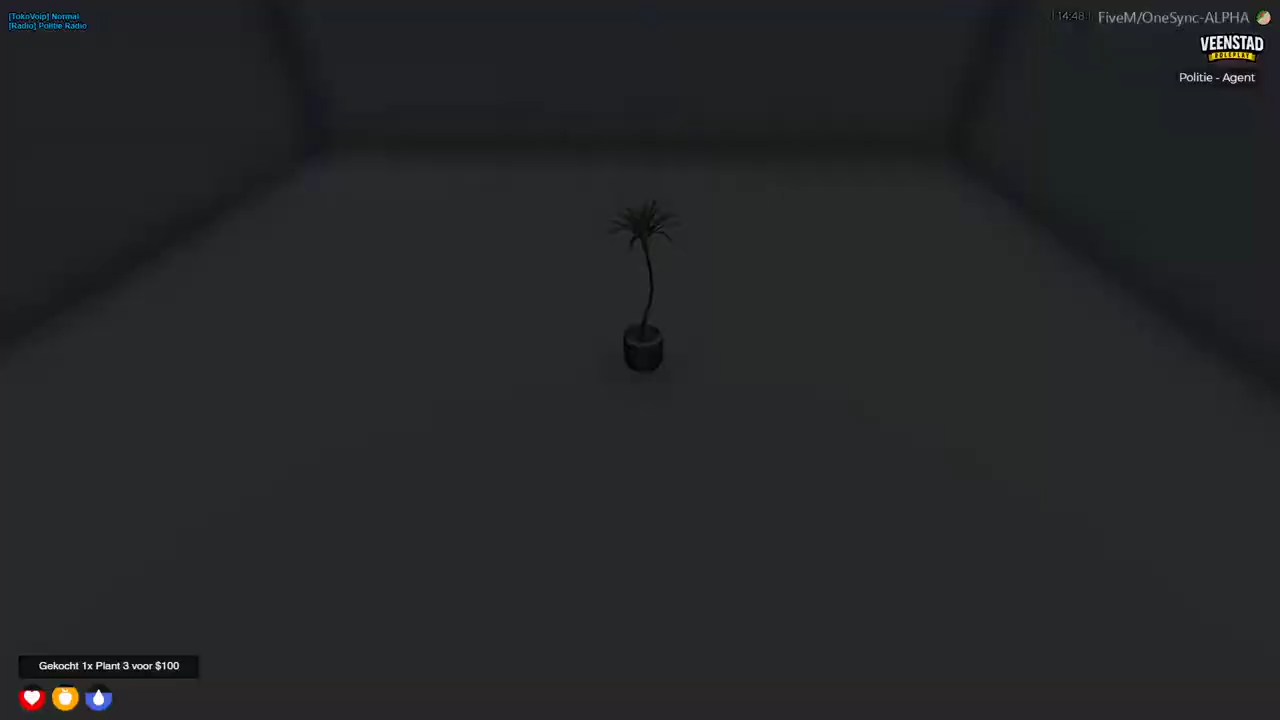 [TokoVoip] Normal
[Radio] Politie Radio
14:48
FiveM/OneSync-ALPHA
VEENSTAD
ROLEPLAY
Politie - Agent
Gekocht 1x Plant 3 voor $100